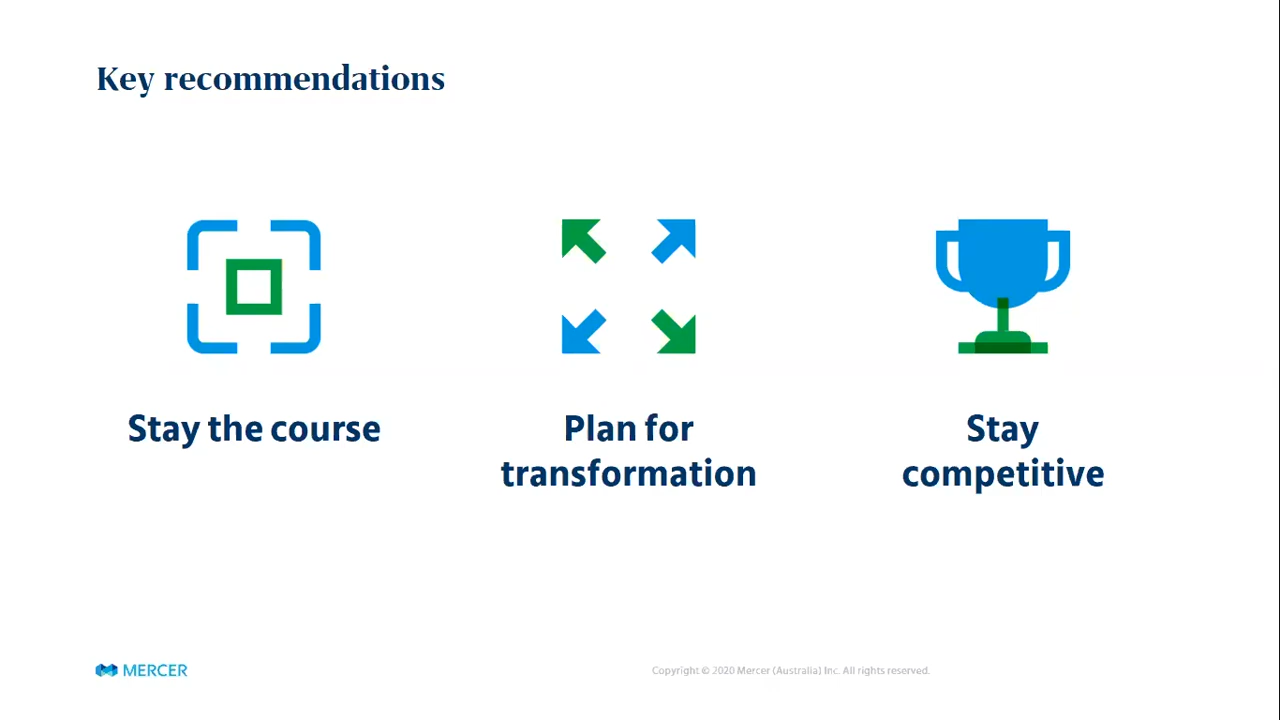 Key recommendations
Stay the course
Plan for
transformation
Stay
competitive
MERCER
Copyright © 2020 Mercer (Australia) Inc. All rights reserved.